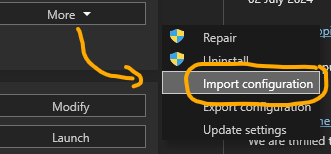 More
02 July 2024
Repair
Uninstall
Import configuration
Export configuration
Update settings
Modify
Launch
We are thrilled